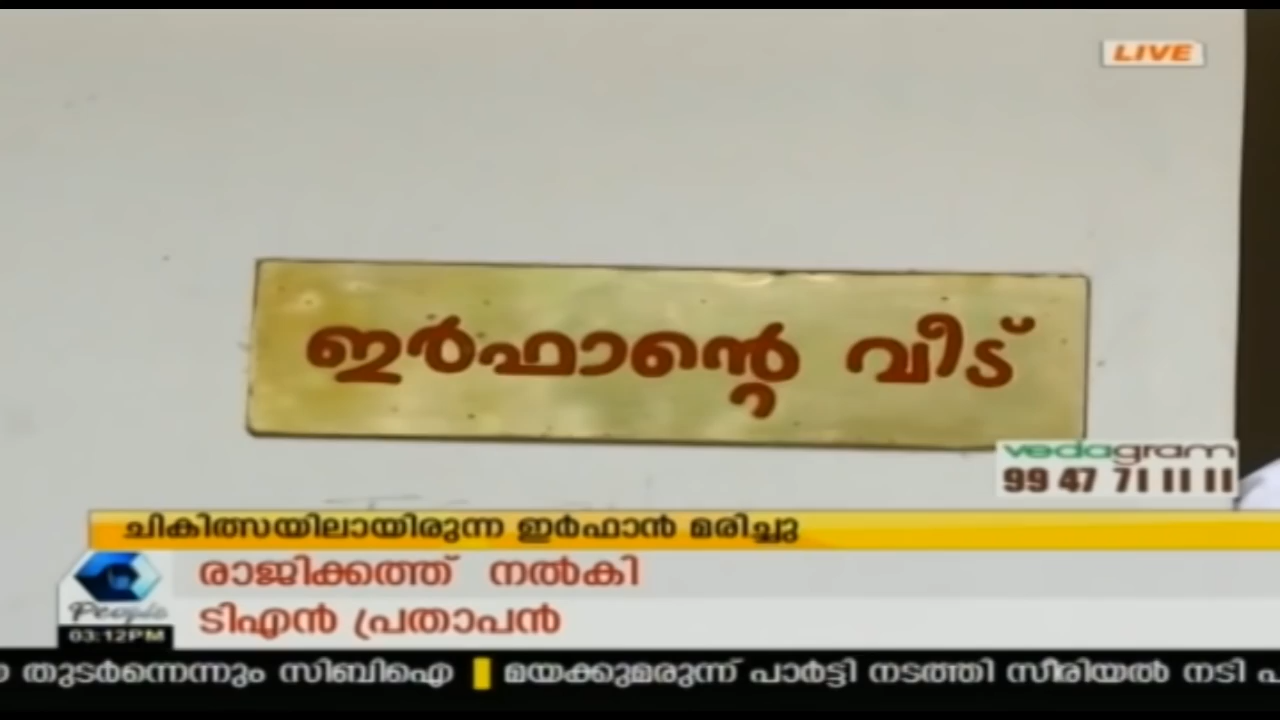 LIVE
ഇർഫാന്റെ വീട്
vedagram
99 47 71 11 11
ചികിത്സയിലായിരുന്ന ഇർഫാൻ മരിച്ചു
രാജിക്കത്ത് നൽകി
ടിഎൻ പ്രതാപൻ
People
03:12PM
തുടർന്നെന്നും സിബിഐ
മയക്കുമരുന്ന് പാർട്ടി നടത്തി സീരിയൽ നടി